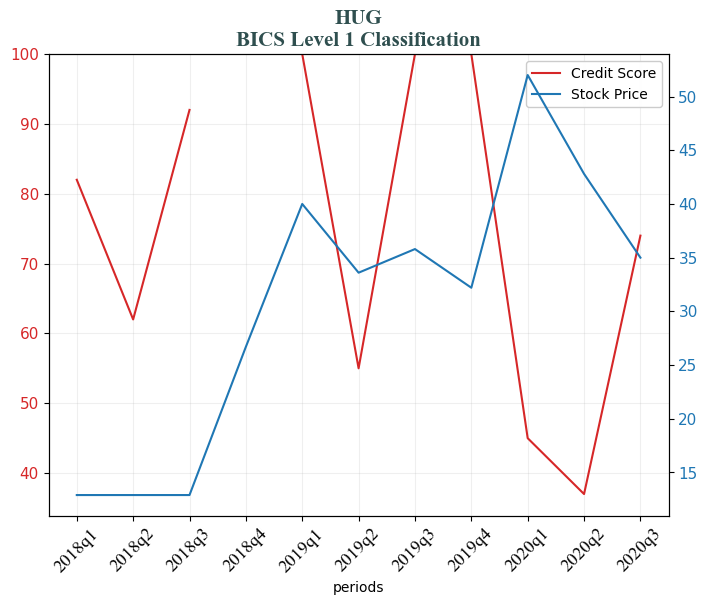 HUG
BICS Level 1 Classification
Credit Score
Stock Price
100
90
80
70
60
50
40
50
45
40
35
30
25
20
15
2018q1
2018q2
2018q3
2018q4
2019q1
2019q2
2019q3
2019q4
2020q1
2020q2
2020q3
periods